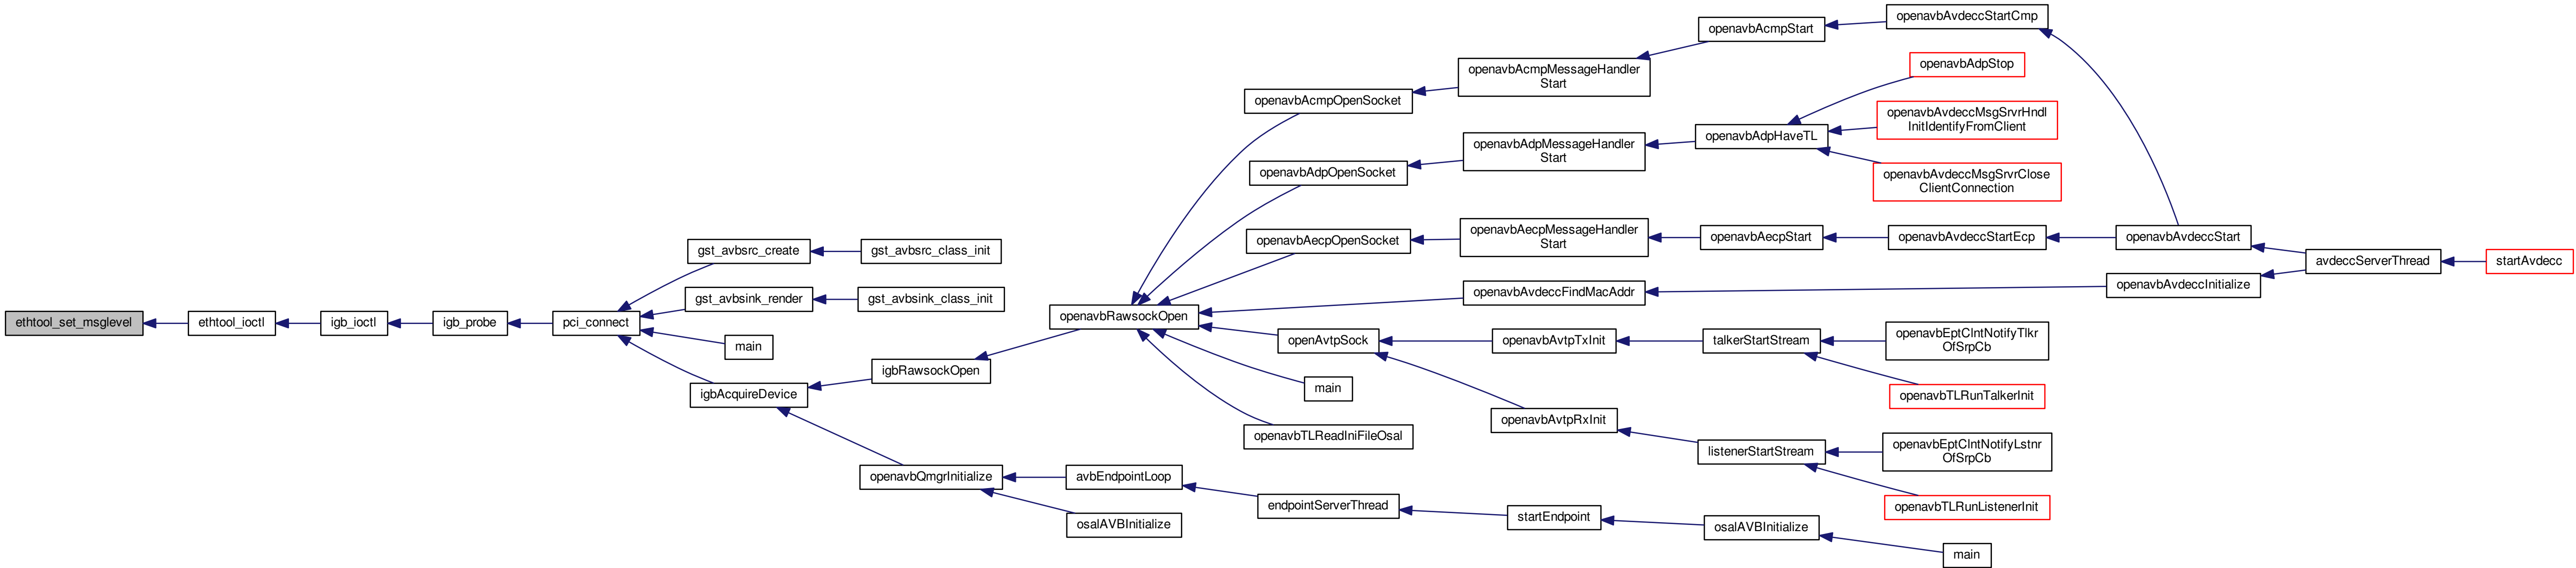 ethtool_set_msglevel
ethtool_ioctl
igb_ioctl
igb_probe
pci_connect
gst_avbsrc_create
gst_avbsrc_class_init
gst_avbsink_render
gst_avbsink_class_init
main
igbAcquireDevice
igbRawsockOpen
openavbRawsockOpen
openavbAcmpOpenSocket
openavbAcmpMessageHandler
Start
openavbAcmpStart
openavbAvdeccStartCmp
openavbAdpOpenSocket
openavbAdpMessageHandler
Start
openavbAdpHaveTL
openavbAdpStop
openavbAvdeccMsgSrvrHndl
InitIdentifyFromClient
openavbAvdeccMsgSrvrClose
ClientConnection
openavbAecpOpenSocket
openavbAecpMessageHandler
Start
openavbAecpStart
openavbAvdeccStartEcp
openavbAvdeccStart
avdeccServerThread
startAvdecc
openavbAvdeccFindMacAddr
openavbAvdeccInitialize
openAvtpSock
openavbAvtpTxInit
talkerStartStream
openavbEptClntNotifyTlkr
OfSrpCb
openavbTLRunTalkerInit
main
openavbAvtpRxInit
listenerStartStream
openavbEptClntNotifyLstnr
OfSrpCb
openavbTLRunListenerInit
openavbTLReadIniFileOsal
openavbQmgrInitialize
avbEndpointLoop
endpointServerThread
startEndpoint
osalAVBInitialize
main
osalAVBInitialize